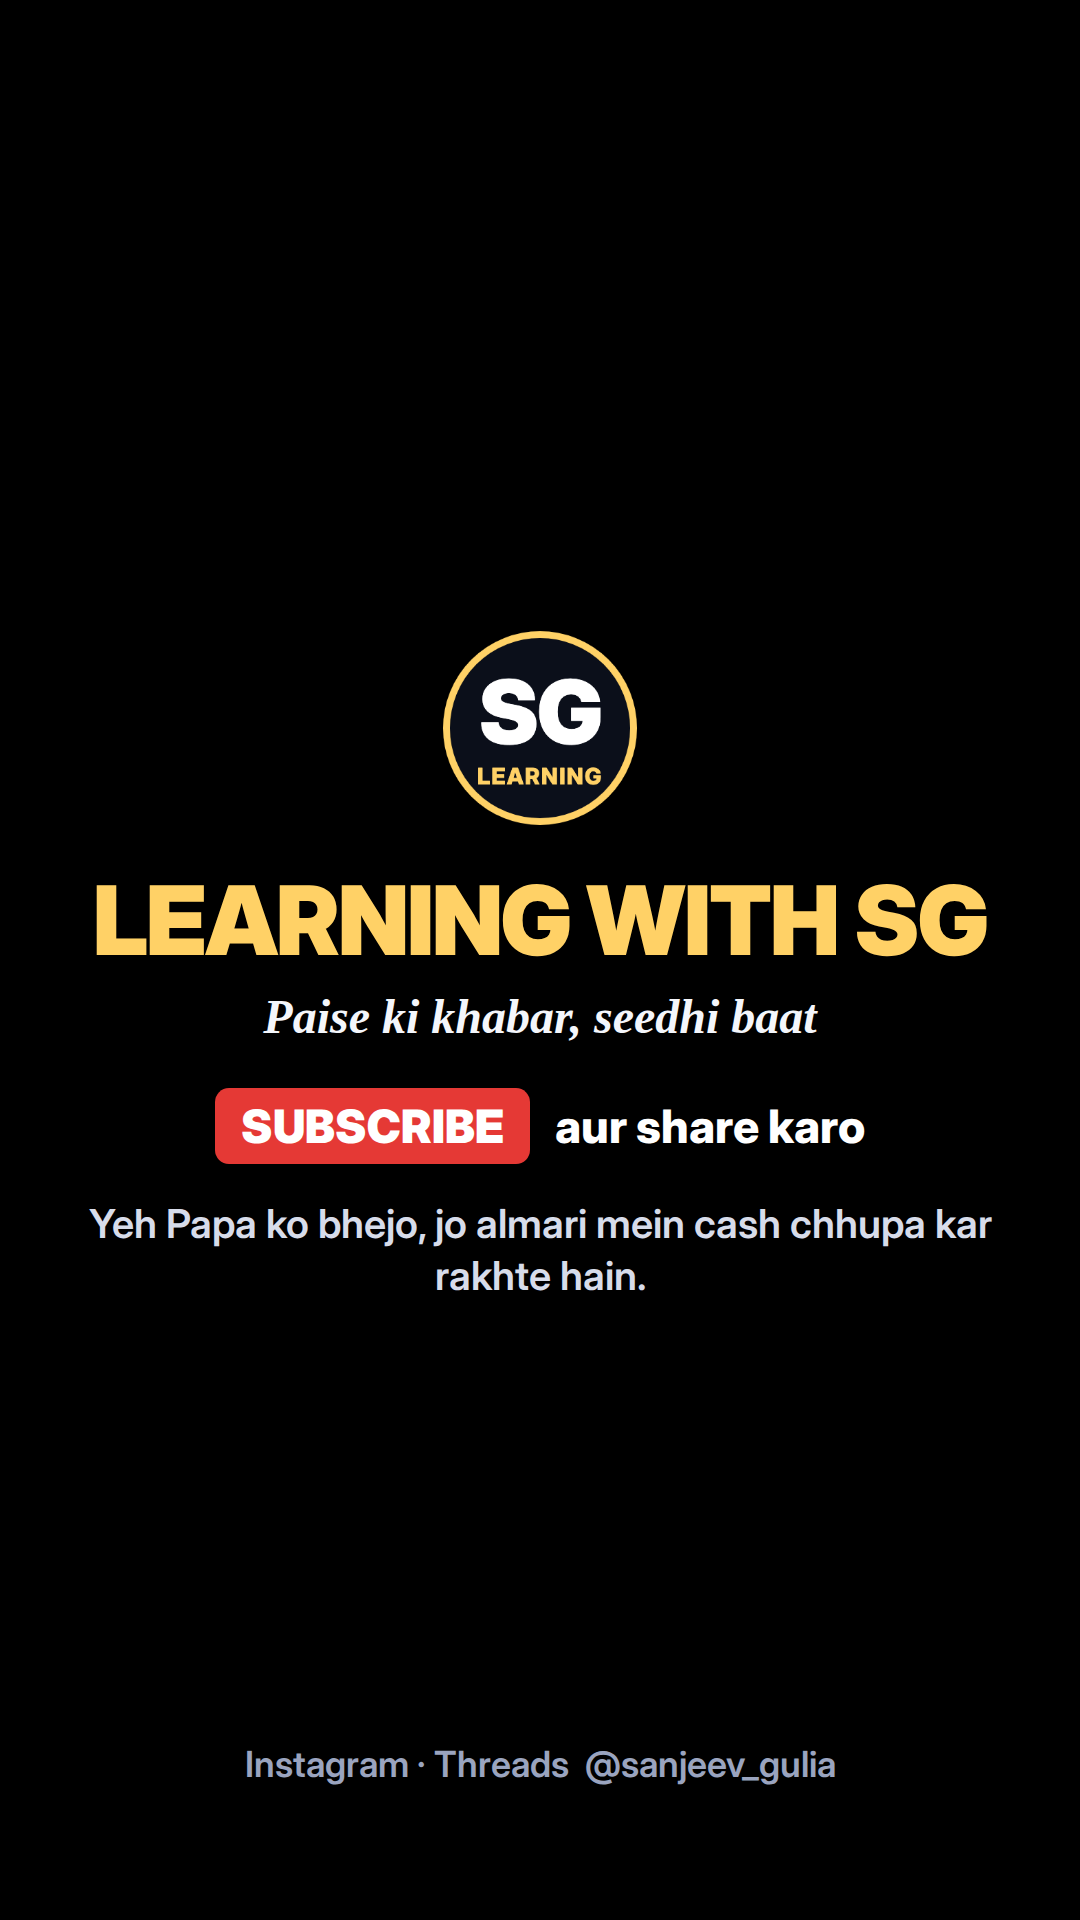 SG
LEARNING
LEARNING WITH SG
Paise ki khabar, seedhi baat
SUBSCRIBE aur share karo
Yeh Papa ko bhejo, jo almari mein cash chhupa kar
rakhte hain.
Instagram · Threads @sanjeev_gulia